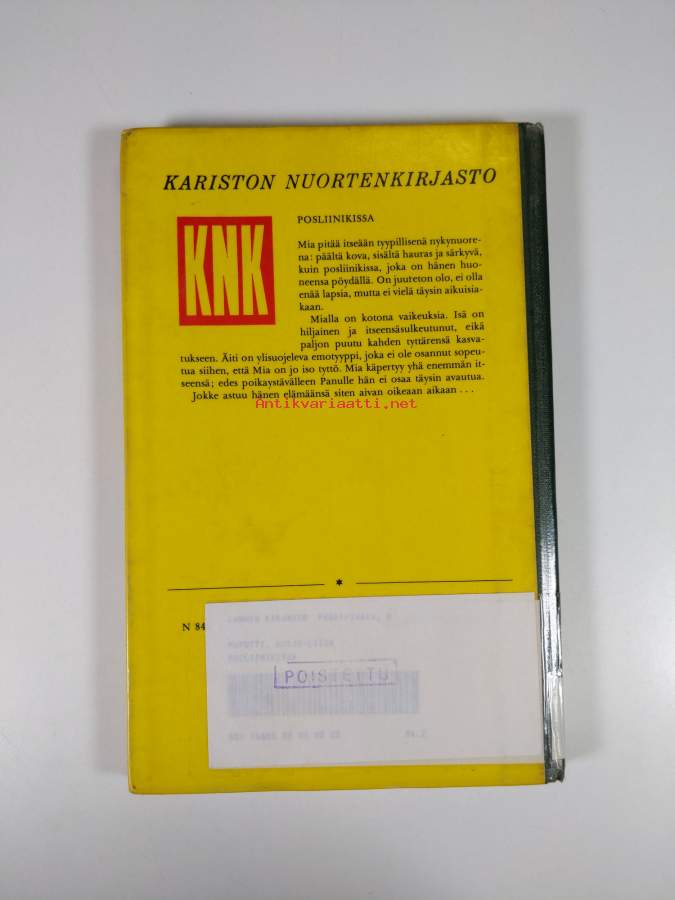 KARISTON NUORTENKIRJASTO
KNK
POSLIINIKISSA
Mia pitää itseään tyypillisenä nykynuore-
na: päältä kova, sisältä hauras ja särkyvä,
kuin posliinikissa, joka on hänen huo-
neensa pöydällä. On juureton olo, ei olla
enää lapsia, mutta ei vielä täysin aikuisia-
kaan.
Mialla on kotona vaikeuksia. Isä on
hiljainen ja itseensäsulkeutunut, eikä
paljon puutu kahden tyttärensä kasva-
tukseen. Äiti on ylisuojeleva emotyyppi, joka ei ole osannut sopeu-
tua siihen, että Mia on jo iso tyttö. Mia käpertyy yhä enemmän it-
seensä; edes poikaystävälleen Panulle hän ei osaa täysin avautua.
Jokke astuu hänen elämäänsä siten aivan oikeaan aikaan . . .
Antikvariaatti.net
N 84
POISTETTU
84.2